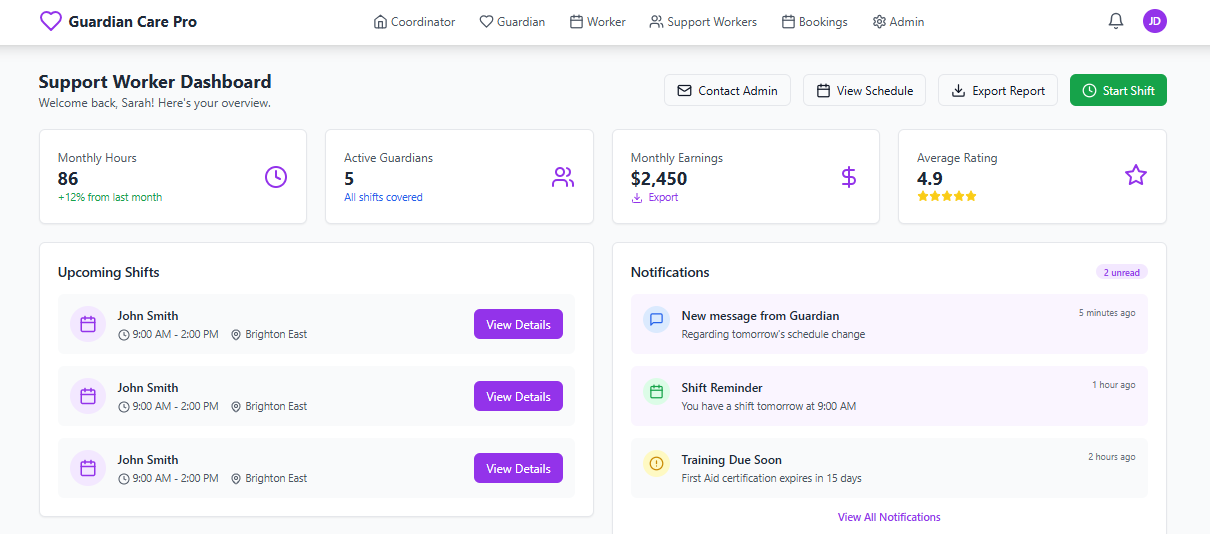 Guardian Care Pro
Coordinator Guardian Worker Support Workers Bookings Admin
JD
Support Worker Dashboard
Welcome back, Sarah! Here's your overview.
Contact Admin View Schedule Export Report Start Shift
Monthly Hours
86
+12% from last month
Active Guardians
5
All shifts covered
Monthly Earnings
$2,450
Export
Average Rating
4.9
Upcoming Shifts
John Smith
9:00 AM - 2:00 PM Brighton East
View Details
John Smith
9:00 AM - 2:00 PM Brighton East
View Details
John Smith
9:00 AM - 2:00 PM Brighton East
View Details
Notifications
2 unread
New message from Guardian
5 minutes ago
Regarding tomorrow's schedule change
Shift Reminder
1 hour ago
You have a shift tomorrow at 9:00 AM
Training Due Soon
2 hours ago
First Aid certification expires in 15 days
View All Notifications